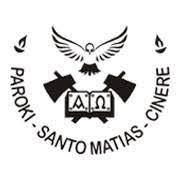 ΑΩ
PAROKI - SANTO MATIAS - CINERE